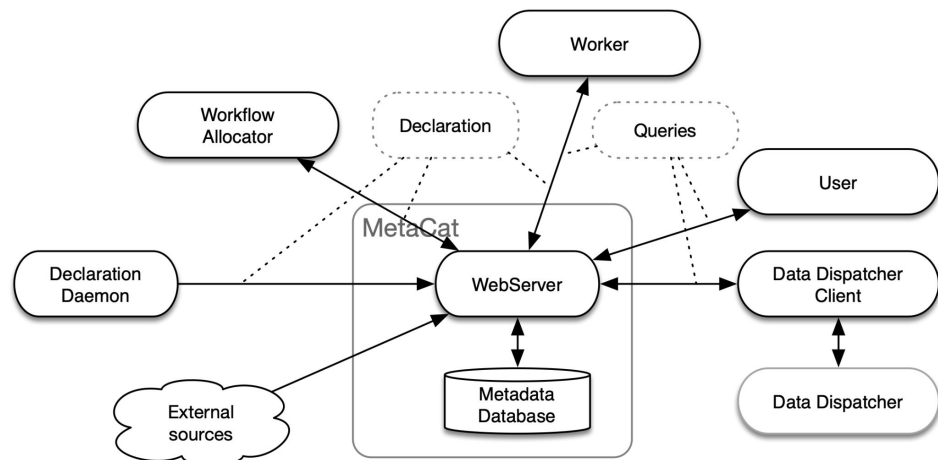 Worker
Workflow
Allocator
Declaration
Queries
User
MetaCat
Declaration
Daemon
WebServer
Data Dispatcher
Client
External
sources
Metadata
Database
Data Dispatcher